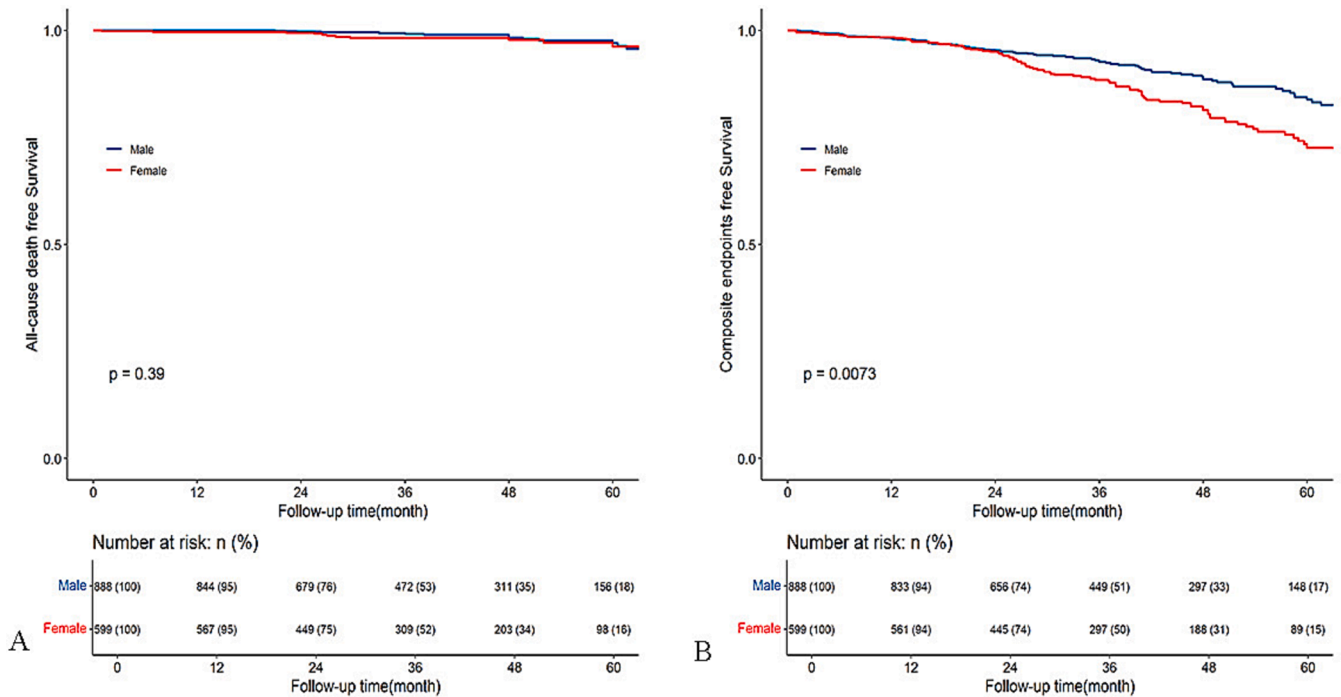 1.0
0.5
0.0
All-cause death free Survival
Male
Female
p = 0.39
0 12 24 36 48 60
Follow-up time(month)
Number at risk: n (%)
Male 888 (100) 844 (95) 679 (76) 472 (53) 311 (35) 156 (18)
Female 599 (100) 567 (95) 449 (75) 309 (52) 203 (34) 98 (16)
0 12 24 36 48 60
Follow-up time(month)
A
1.0
0.5
0.0
Composite endpoints free Survival
Male
Female
p = 0.0073
0 12 24 36 48 60
Follow-up time(month)
Number at risk: n (%)
Male 888 (100) 833 (94) 656 (74) 449 (51) 297 (33) 148 (17)
Female 599 (100) 561 (94) 445 (74) 297 (50) 188 (31) 89 (15)
0 12 24 36 48 60
Follow-up time(month)
B